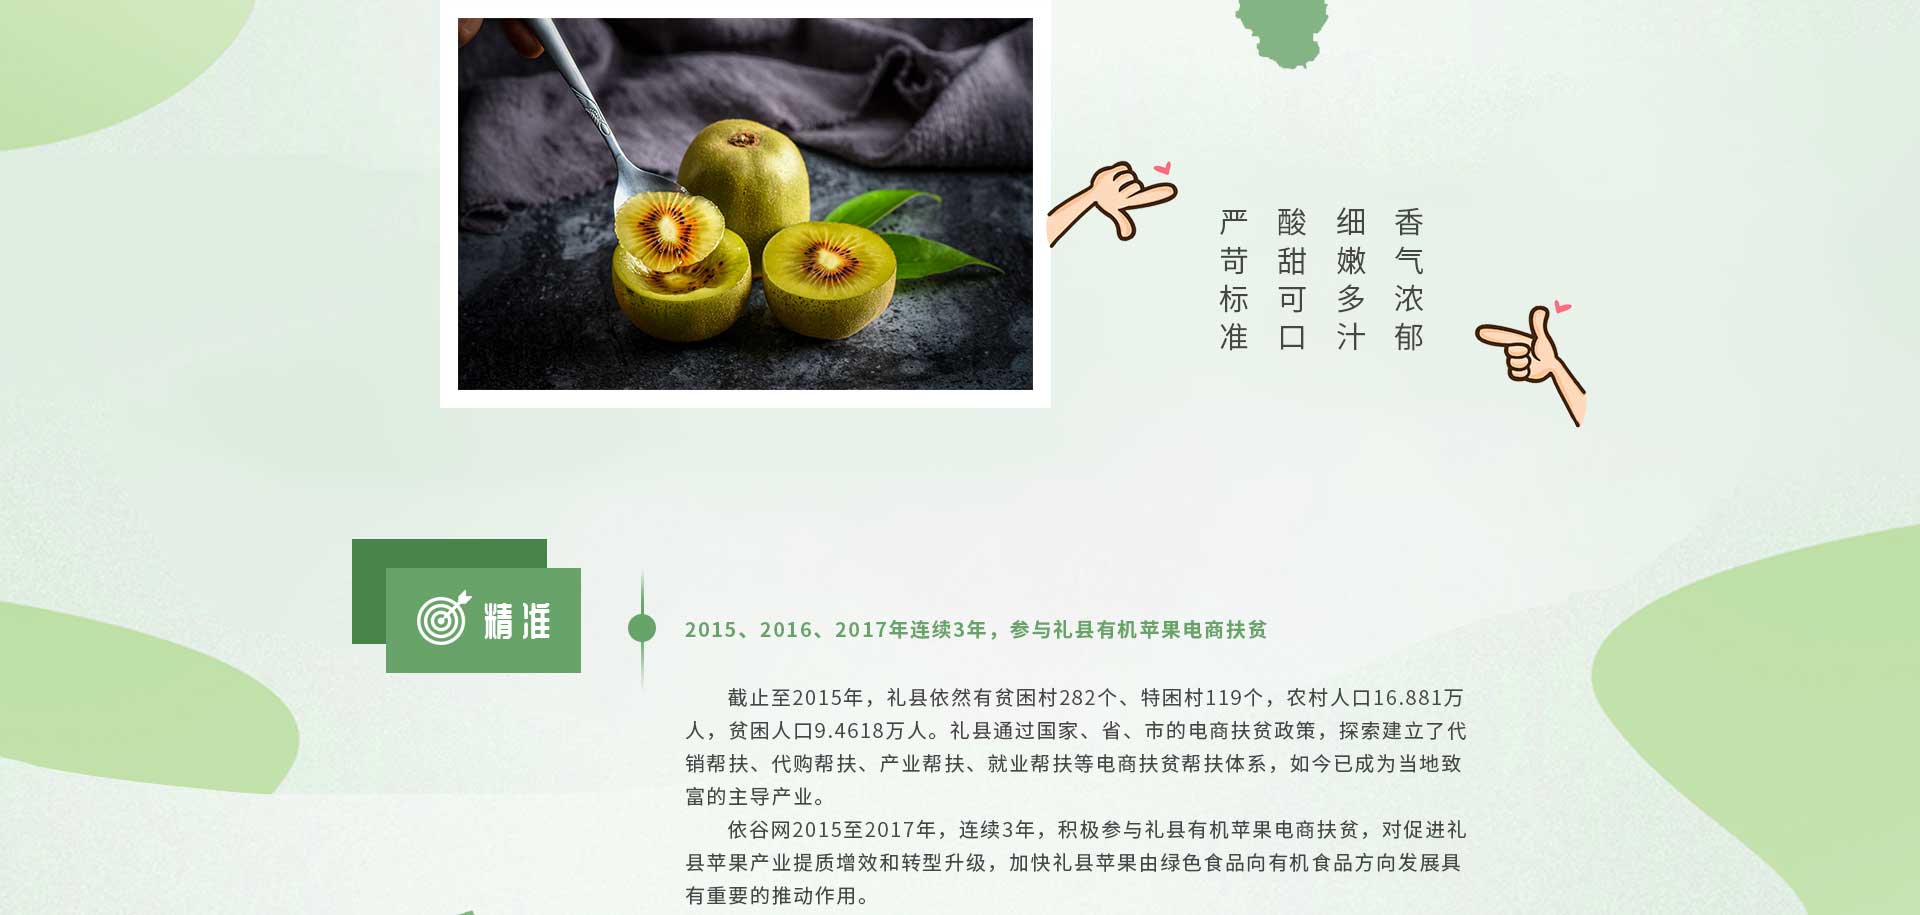 香气浓郁
细嫩多汁
酸甜可口
严苛标准
精准
2015、2016、2017年连续3年，参与礼县有机苹果电商扶贫
截止至2015年，礼县依然有贫困村282个、特困村119个，农村人口16.881万
人，贫困人口9.4618万人。礼县通过国家、省、市的电商扶贫政策，探索建立了代
销帮扶、代购帮扶、产业帮扶、就业帮扶等电商扶贫帮扶体系，如今已成为当地致
富的主导产业。
依谷网2015至2017年，连续3年，积极参与礼县有机苹果电商扶贫，对促进礼
县苹果产业提质增效和转型升级，加快礼县苹果由绿色食品向有机食品方向发展具
有重要的推动作用。